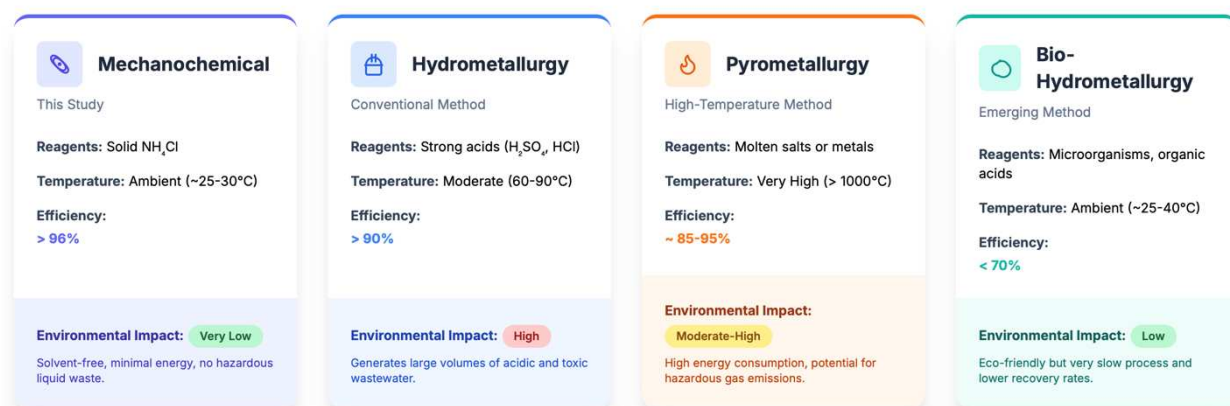 Mechanochemical
This Study
Reagents: Solid NH₄Cl
Temperature: Ambient (~25-30°C)
Efficiency:
> 96%
Environmental Impact: Very Low
Solvent-free, minimal energy, no hazardous
liquid waste.
Hydrometallurgy
Conventional Method
Reagents: Strong acids (H₂SO₄, HCl)
Temperature: Moderate (60-90°C)
Efficiency:
> 90%
Environmental Impact: High
Generates large volumes of acidic and toxic
wastewater.
Pyrometallurgy
High-Temperature Method
Reagents: Molten salts or metals
Temperature: Very High (> 1000°C)
Efficiency:
~ 85-95%
Environmental Impact:
Moderate-High
High energy consumption, potential for
hazardous gas emissions.
Bio-
Hydrometallurgy
Emerging Method
Reagents: Microorganisms, organic
acids
Temperature: Ambient (~25-40°C)
Efficiency:
< 70%
Environmental Impact: Low
Eco-friendly but very slow process and
lower recovery rates.